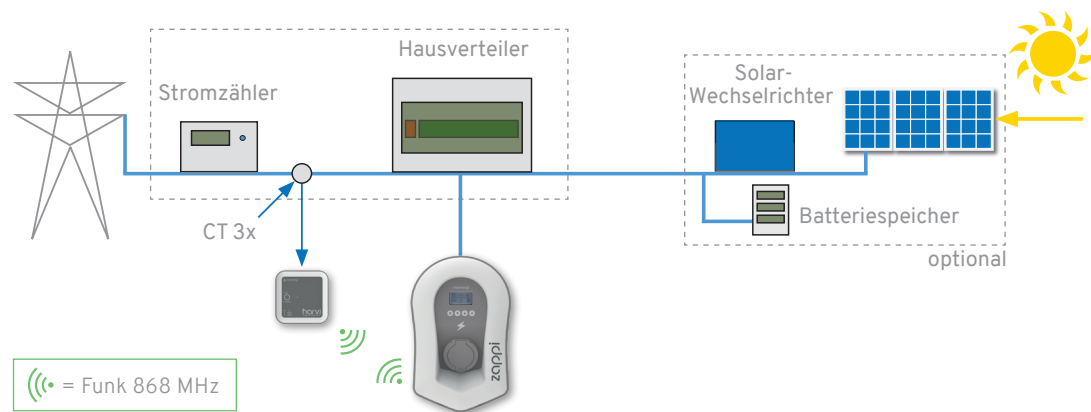 Hausverteiler
Stromzähler
Solar-
Wechselrichter
CT 3x
Batteriespeicher
optional
harvi
zappi
= Funk 868 MHz